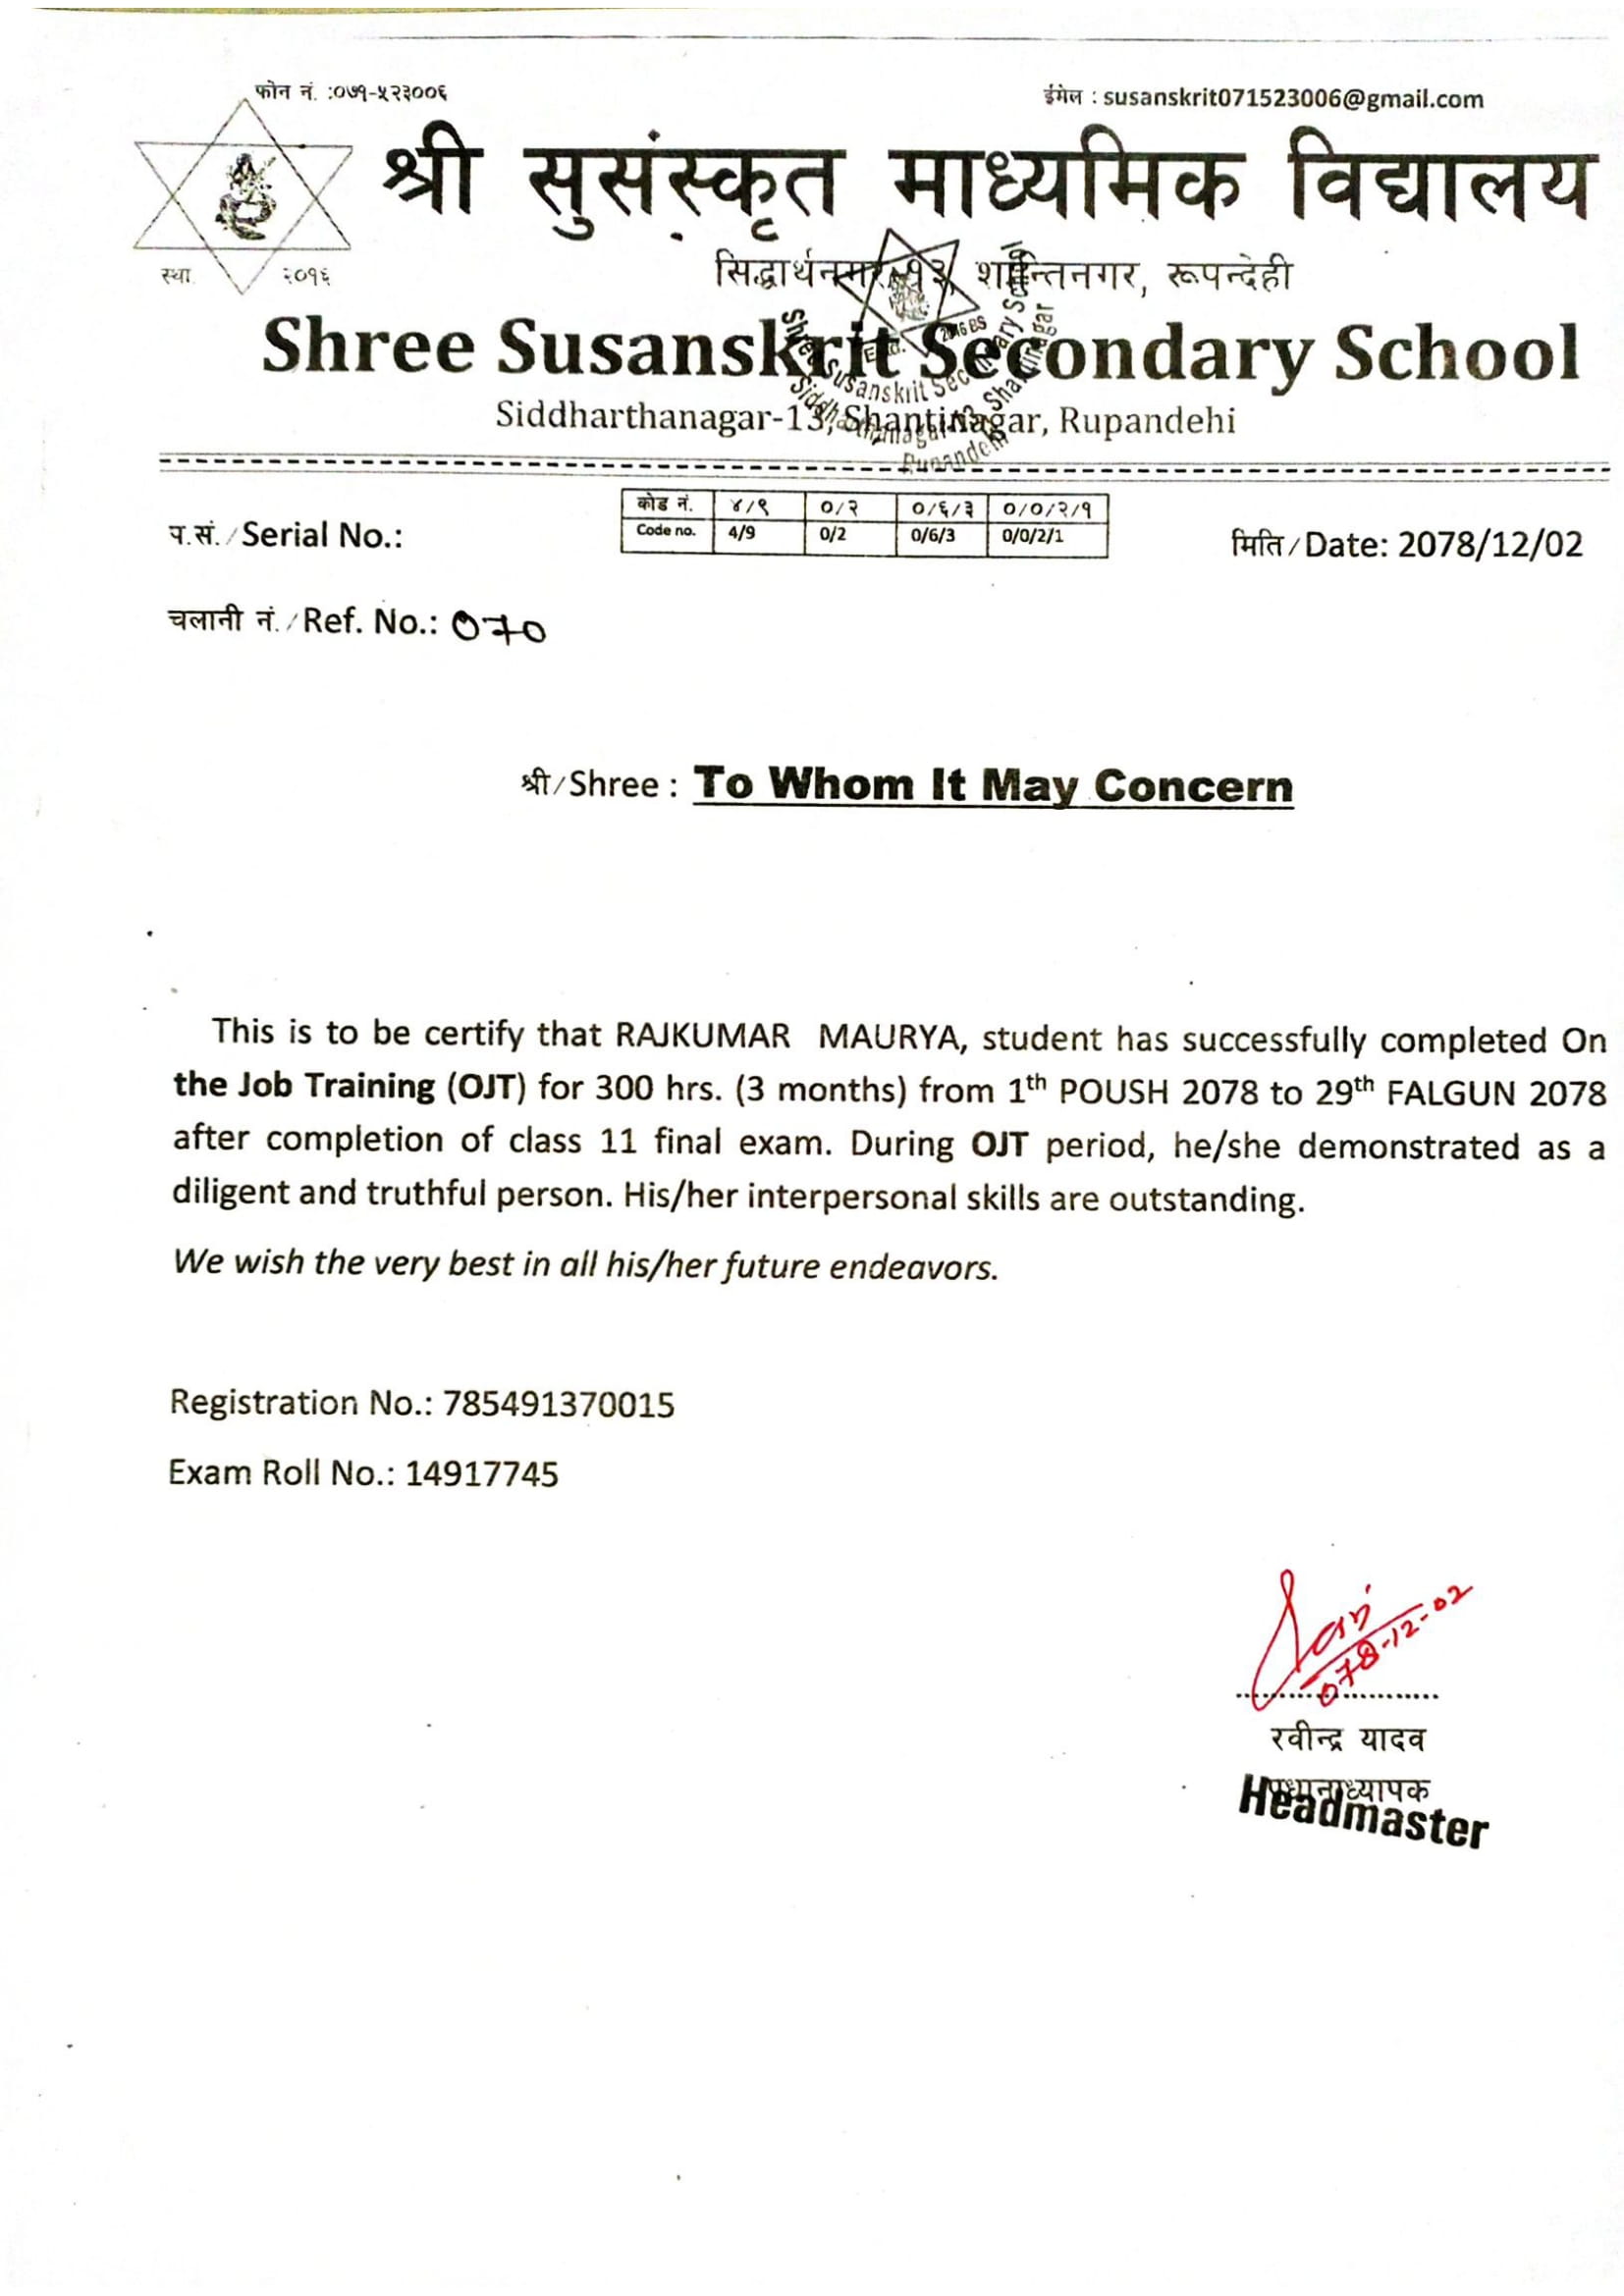 फोन नं. :०७१-५२३००६
ईमेल : susanskrit071523006@gmail.com
श्री सुसंस्कृत माध्यमिक विद्यालय
सिद्धार्थनगर-१३, शान्तिनगर, रूपन्देही
स्था. २०१६
Shree Susanskrit Secondary School
Siddharthanagar-13, Shantinagar, Rupandehi
Estd. 2016 BS
Shree Susanskrit Secondary School
Siddharthanagar-13, Shantinagar
Rupandehi
कोड नं. ४/९ ०/२ ०/६/३ ०/०/२/१
Code no. 4/9 0/2 0/6/3 0/0/2/1
प.सं./Serial No.:
मिति/Date: 2078/12/02
चलानी नं./Ref. No.: 070
श्री/Shree : To Whom It May Concern
This is to be certify that RAJKUMAR MAURYA, student has successfully completed On
the Job Training (OJT) for 300 hrs. (3 months) from 1th POUSH 2078 to 29th FALGUN 2078
after completion of class 11 final exam. During OJT period, he/she demonstrated as a
diligent and truthful person. His/her interpersonal skills are outstanding.
We wish the very best in all his/her future endeavors.
Registration No.: 785491370015
Exam Roll No.: 14917745
078-12-02
रवीन्द्र यादव
प्रधानाध्यापक
Headmaster